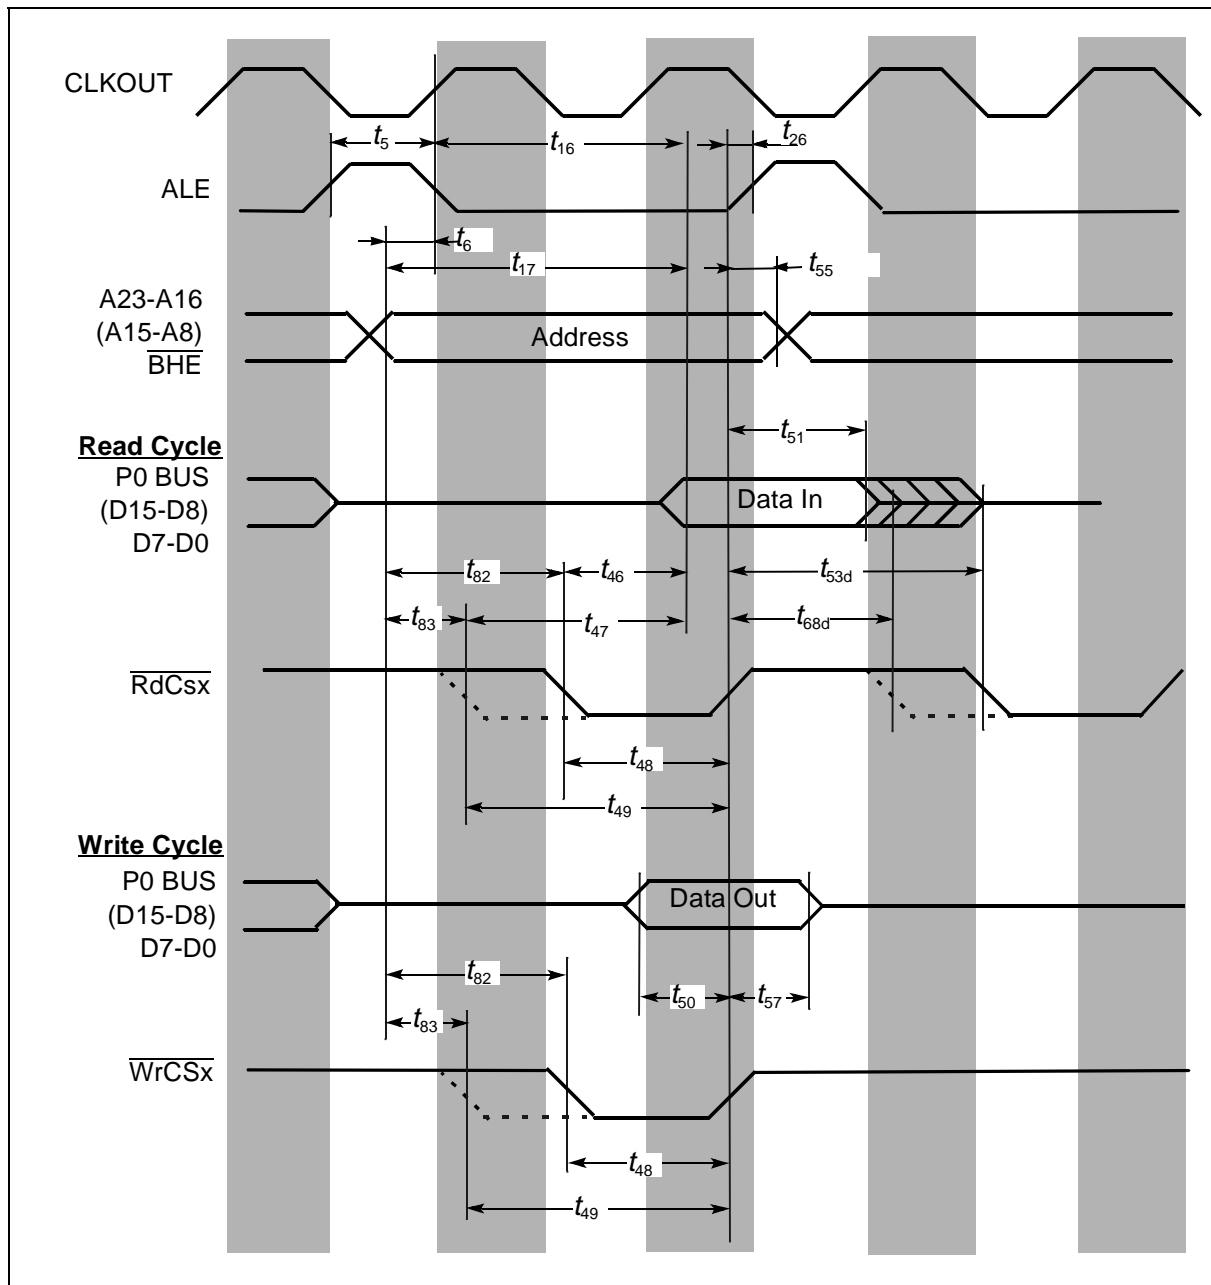 CLKOUT
t5
t16
t26
ALE
t6
t17
t55
A23-A16
(A15-A8)
BHE
Address
t51
Read Cycle
P0 BUS
(D15-D8)
D7-D0
Data In
t82
t46
t53d
t83
t47
t68d
RdCsx
t48
t49
Write Cycle
P0 BUS
(D15-D8)
D7-D0
Data Out
t82
t50
t57
t83
WrCSx
t48
t49